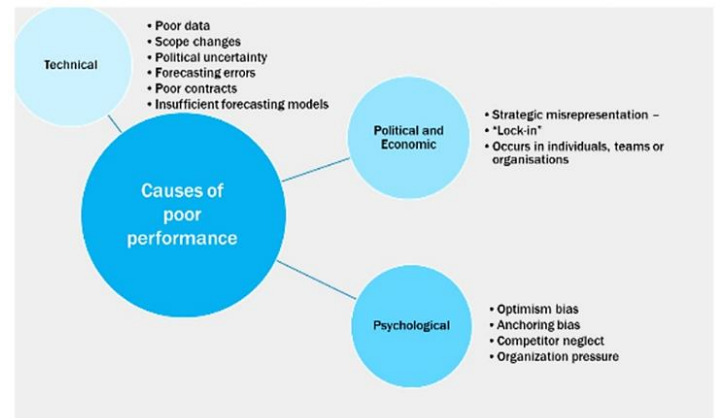 Technical
• Poor data
• Scope changes
• Political uncertainty
• Forecasting errors
• Poor contracts
• Insufficient forecasting models
Political and
Economic
• Strategic misrepresentation –
• "Lock-in"
• Occurs in individuals, teams or
organisations
Causes of
poor
performance
Psychological
• Optimism bias
• Anchoring bias
• Competitor neglect
• Organization pressure